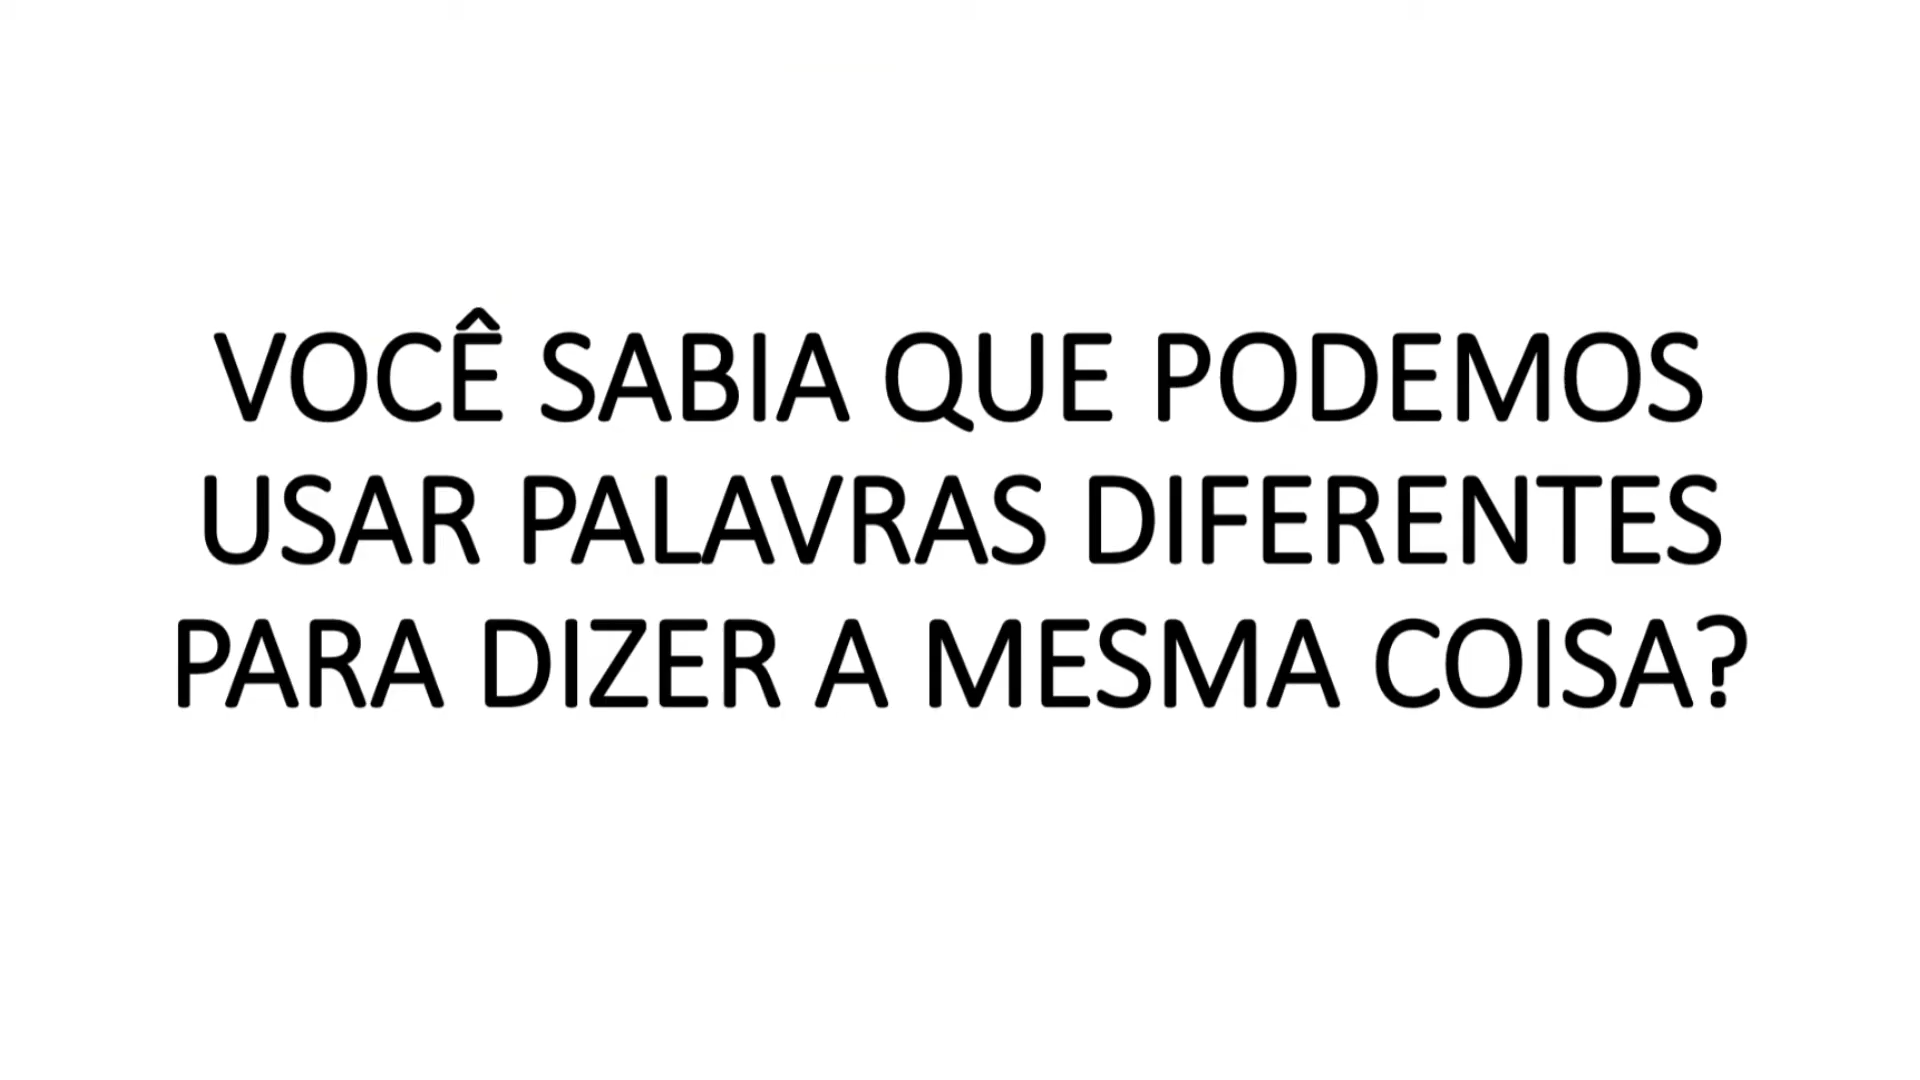 VOCÊ SABIA QUE PODEMOS
USAR PALAVRAS DIFERENTES
PARA DIZER A MESMA COISA?